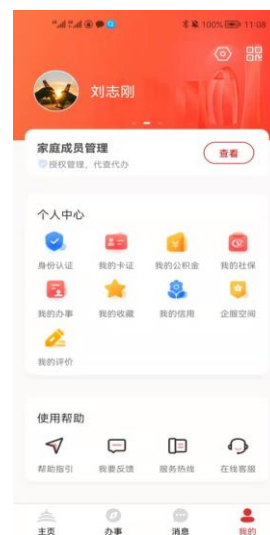 100% 11:08
刘志刚
家庭成员管理
授权管理、代查代办
查看
个人中心
身份认证 我的卡证 我的公积金 我的社保
我的办事 我的收藏 我的信用 企服空间
我的评价
使用帮助
帮助指引 我要反馈 服务热线 在线客服
主页 办事 消息 我的